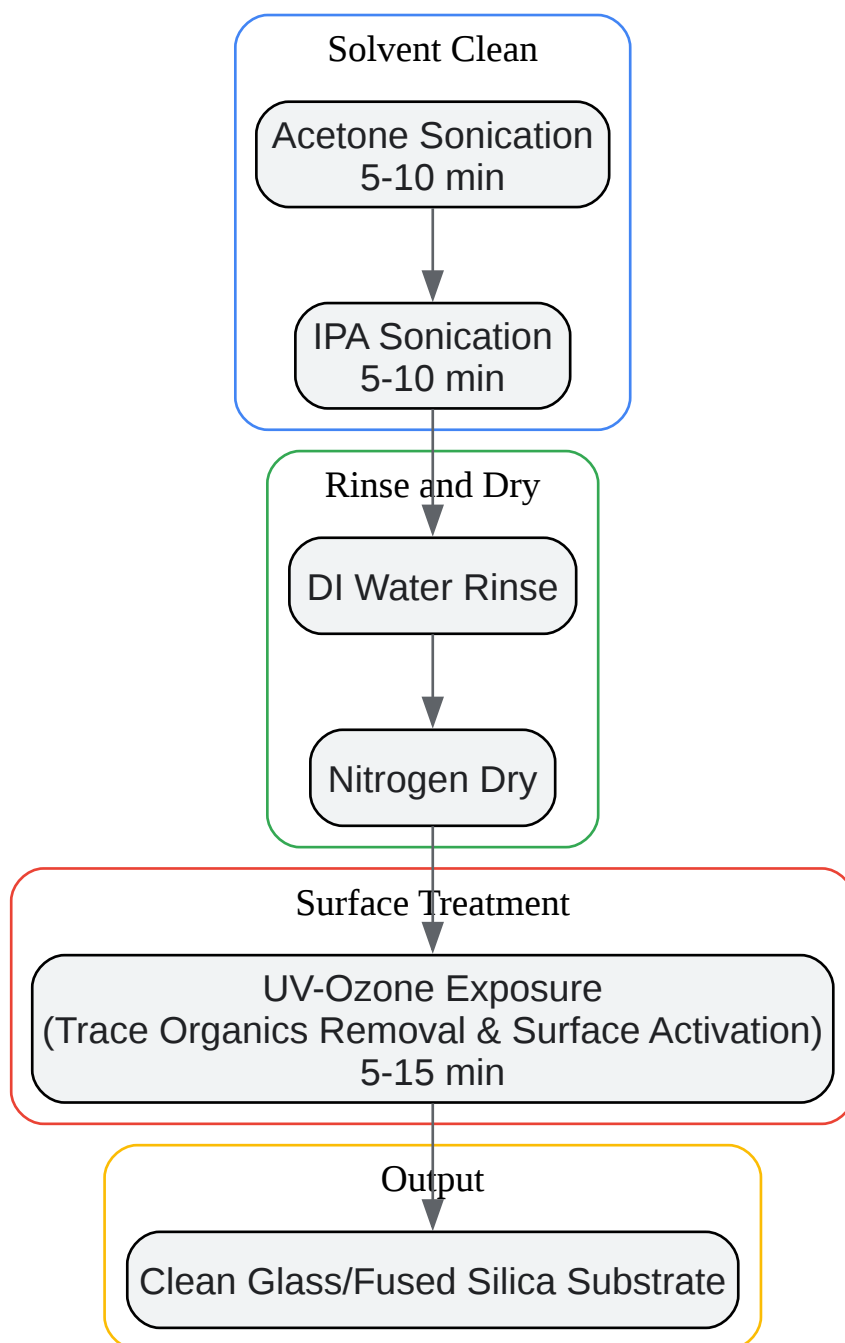 Solvent Clean
Acetone Sonication
5-10 min
IPA Sonication
5-10 min
Rinse and Dry
DI Water Rinse
Nitrogen Dry
Surface Treatment
UV-Ozone Exposure
(Trace Organics Removal & Surface Activation)
5-15 min
Output
Clean Glass/Fused Silica Substrate